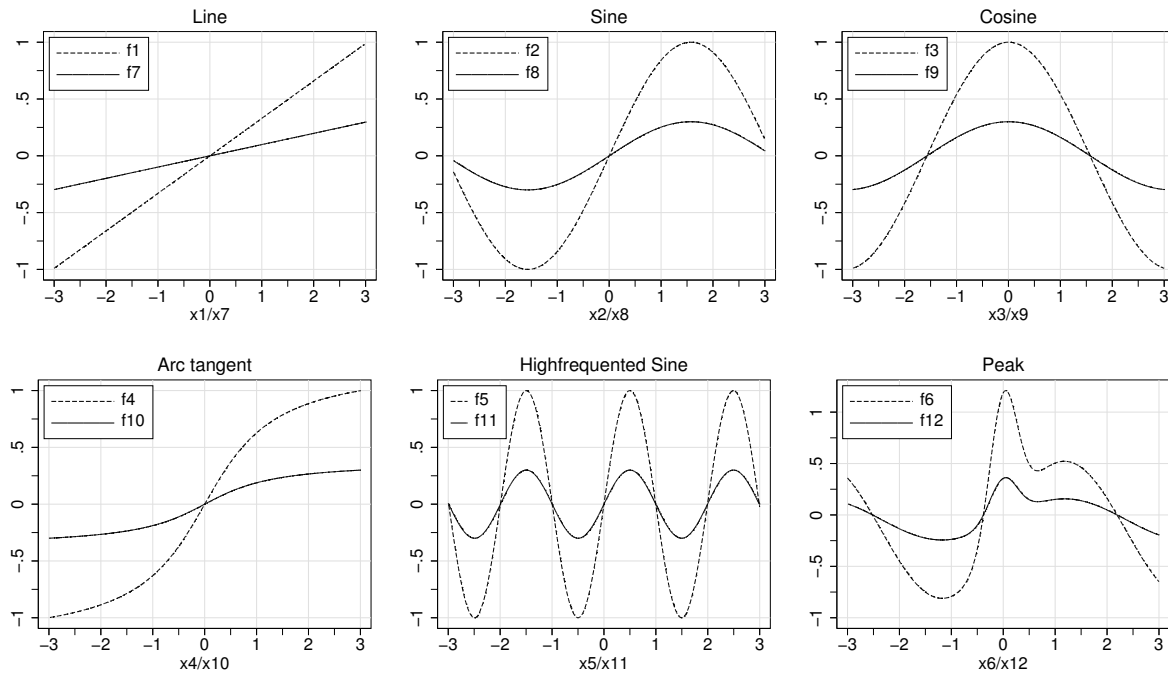 Line
f1
f7
1
.5
0
−.5
−1
−3 −2 −1 0 1 2 3
x1/x7
Sine
f2
f8
1
.5
0
−.5
−1
−3 −2 −1 0 1 2 3
x2/x8
Cosine
f3
f9
1
.5
0
−.5
−1
−3 −2 −1 0 1 2 3
x3/x9
Arc tangent
f4
f10
1
.5
0
−.5
−1
−3 −2 −1 0 1 2 3
x4/x10
Highfrequented Sine
f5
f11
1
.5
0
−.5
−1
−3 −2 −1 0 1 2 3
x5/x11
Peak
f6
f12
1
.5
0
−.5
−1
−3 −2 −1 0 1 2 3
x6/x12